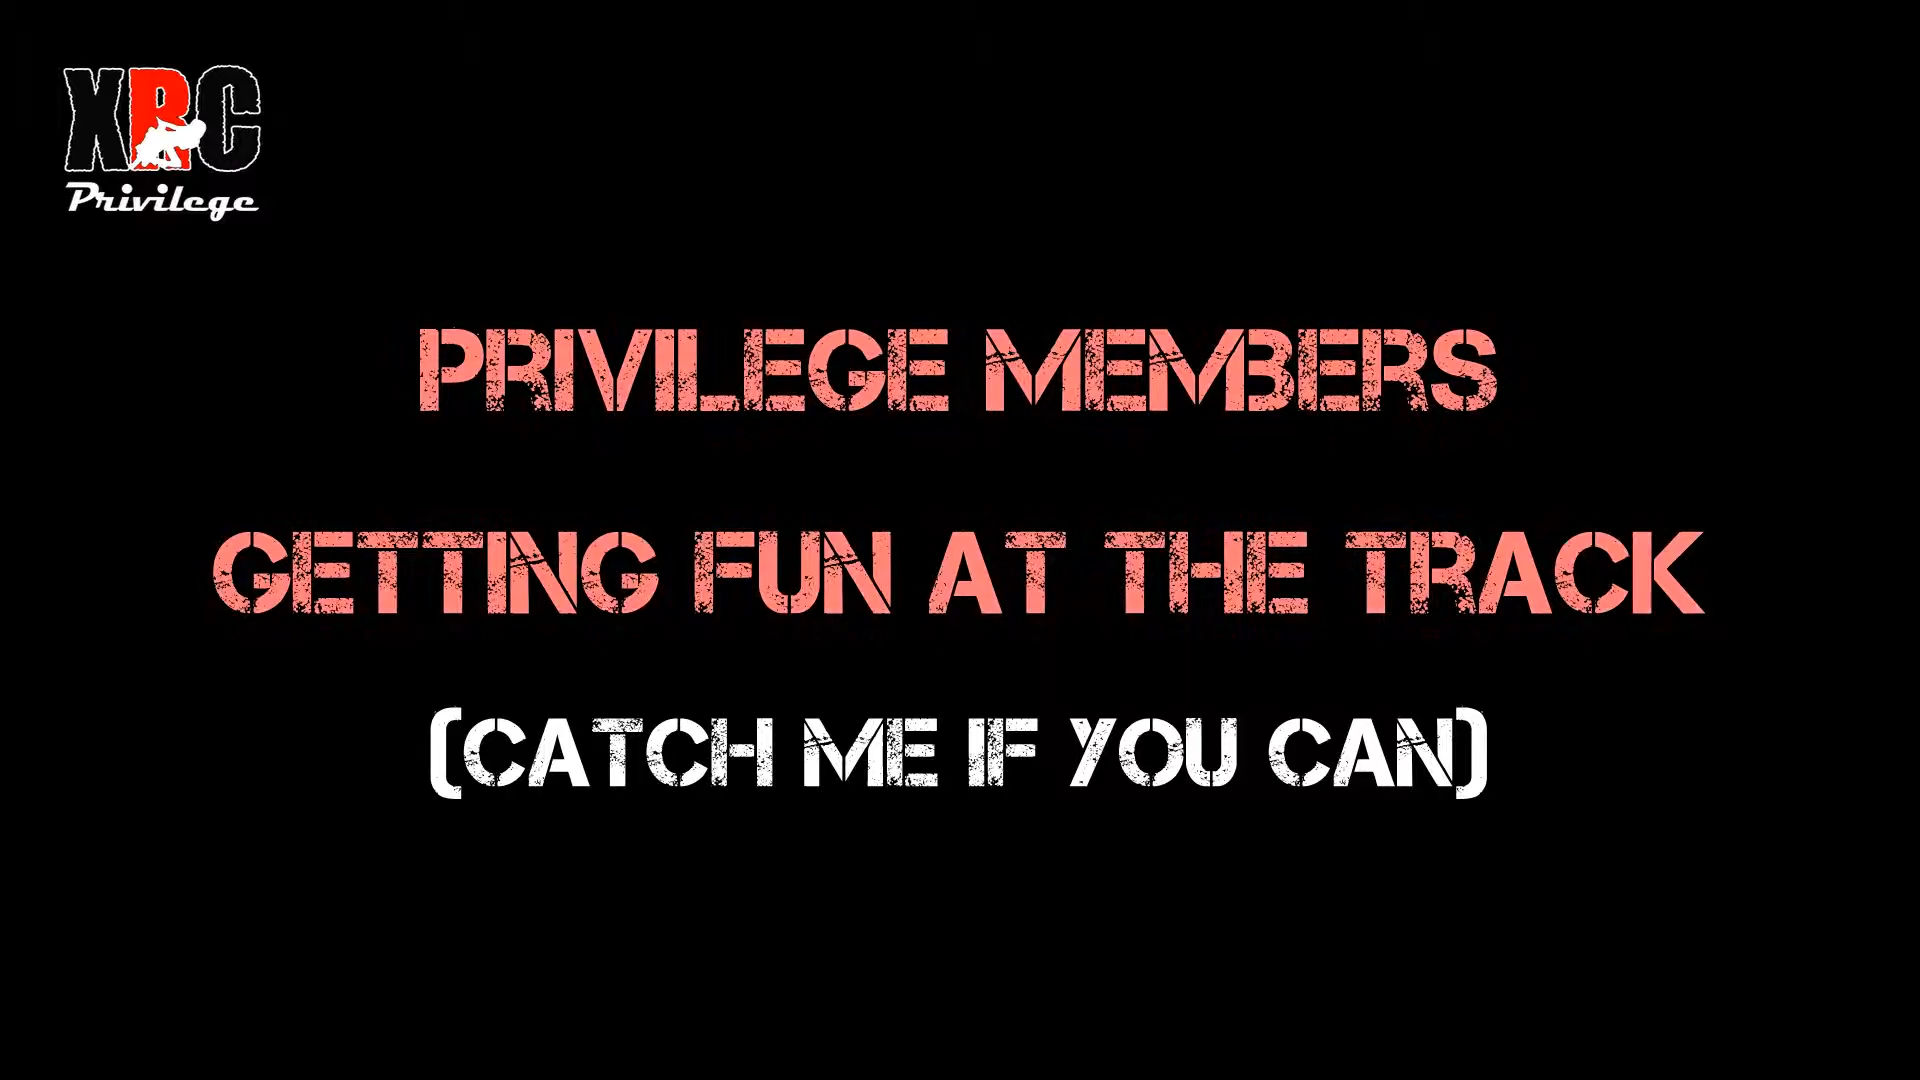 XRC
Privilege
PRIVILEGE MEMBERS
GETTING FUN AT THE TRACK
(CATCH ME IF YOU CAN)